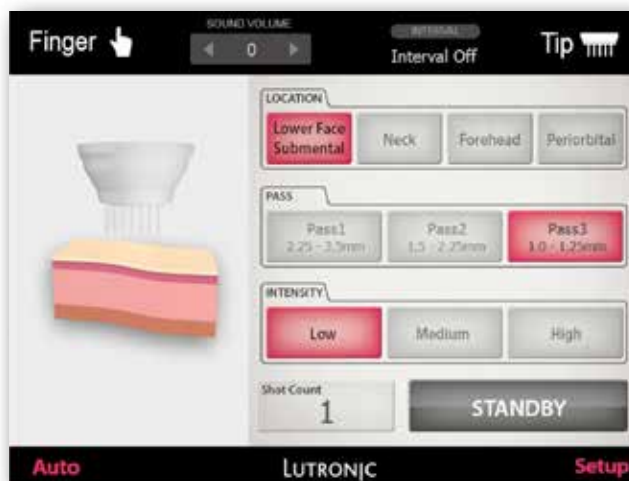 Finger
SOUND VOLUME
0
INTERVAL
Interval Off
Tip
LOCATION
Lower Face
Submental
Neck
Forehead
Periorbital
PASS
Pass1
2.25 - 3.5mm
Pass2
1.5 - 2.25mm
Pass3
1.0 - 1.25mm
INTENSITY
Low
Medium
High
Shot Count
1
STANDBY
Auto
LUTRONIC
Setup